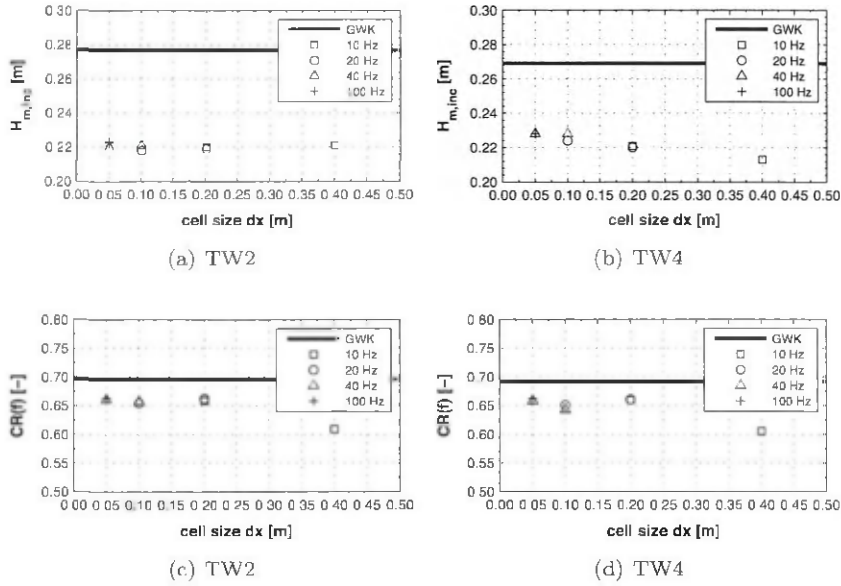 0.30
0.28
0.26
0.24
0.22
0.20
H_m,inc [m]
GWK
10 Hz
20 Hz
40 Hz
100 Hz
0.00 0.05 0.10 0.15 0.20 0.25 0.30 0.35 0.40 0.45 0.50
cell size dx [m]
(a) TW2
0.30
0.28
0.26
0.24
0.22
0.20
H_m,inc [m]
GWK
10 Hz
20 Hz
40 Hz
100 Hz
0.00 0.05 0.10 0.15 0.20 0.25 0.30 0.35 0.40 0.45 0.50
cell size dx [m]
(b) TW4
0.80
0.75
0.70
0.65
0.60
0.55
0.50
CR(f) [-]
GWK
10 Hz
20 Hz
40 Hz
100 Hz
0.00 0.05 0.10 0.15 0.20 0.25 0.30 0.35 0.40 0.45 0.50
cell size dx [m]
(c) TW2
0.80
0.75
0.70
0.65
0.60
0.55
0.50
CR(f) [-]
GWK
10 Hz
20 Hz
40 Hz
100 Hz
0.00 0.05 0.10 0.15 0.20 0.25 0.30 0.35 0.40 0.45 0.50
cell size dx [m]
(d) TW4